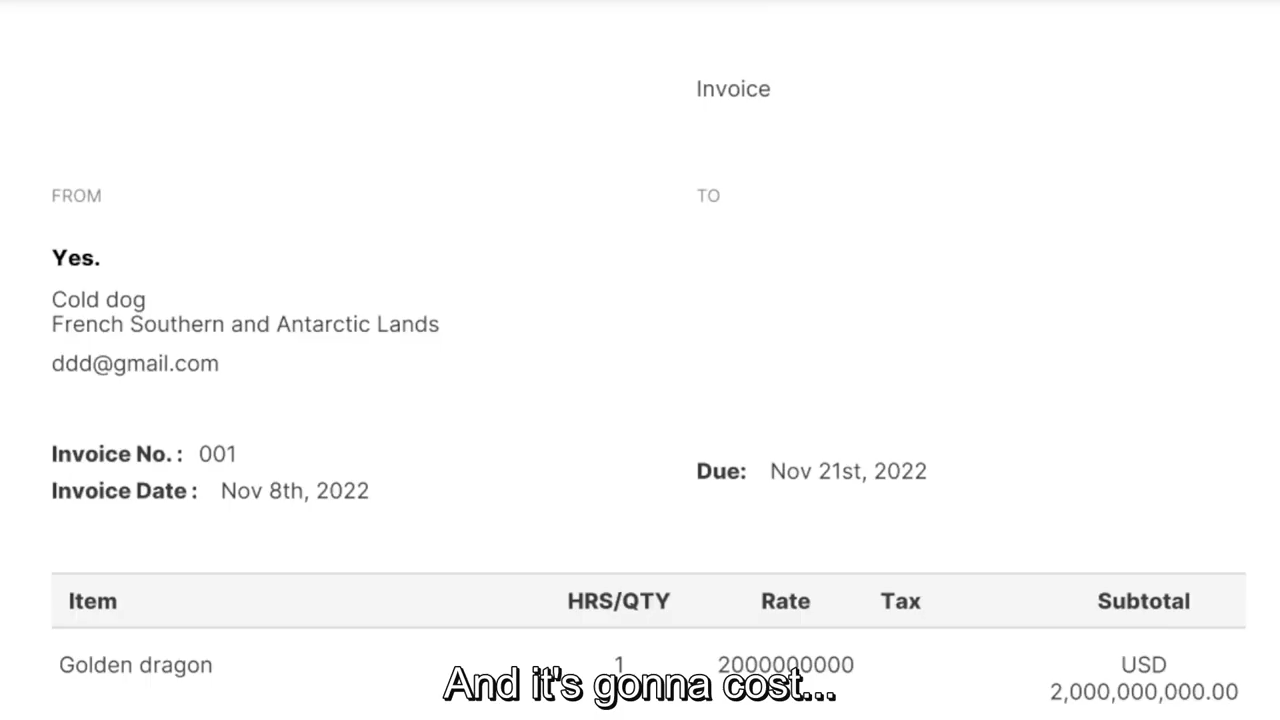 Invoice
FROM
TO
Yes.
Cold dog
French Southern and Antarctic Lands
ddd@gmail.com
Invoice No. : 001
Invoice Date : Nov 8th, 2022
Due: Nov 21st, 2022
Item HRS/QTY Rate Tax Subtotal
Golden dragon 1 2000000000 USD
2,000,000,000.00
And it's gonna cost...